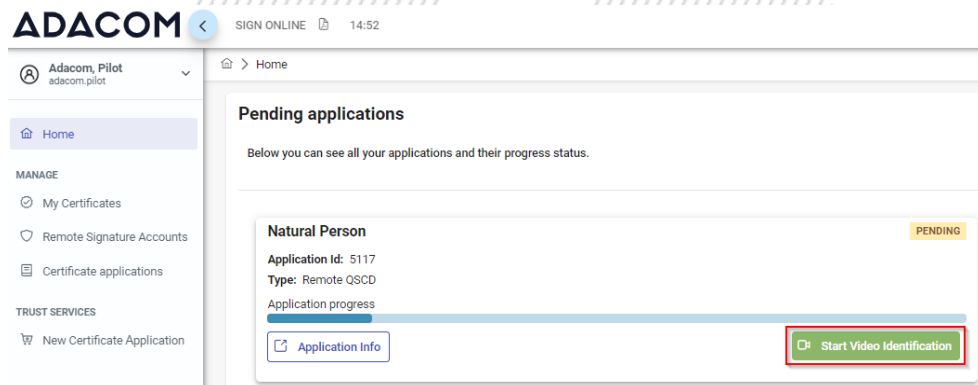 ADACOM
SIGN ONLINE 14:52
Adacom, Pilot
adacom.pilot
Home
Home
MANAGE
My Certificates
Remote Signature Accounts
Certificate applications
TRUST SERVICES
New Certificate Application
Pending applications
Below you can see all your applications and their progress status.
Natural Person
PENDING
Application Id: 5117
Type: Remote QSCD
Application progress
Application Info
Start Video Identification